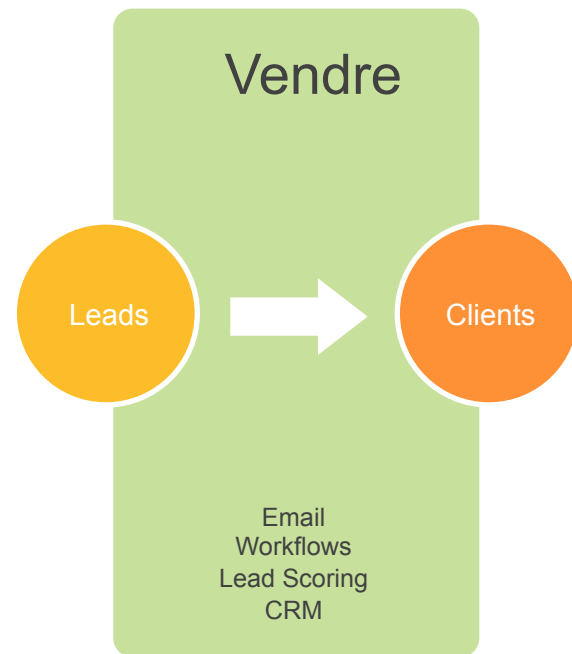 Vendre
Leads
Clients
Email
Workflows
Lead Scoring
CRM